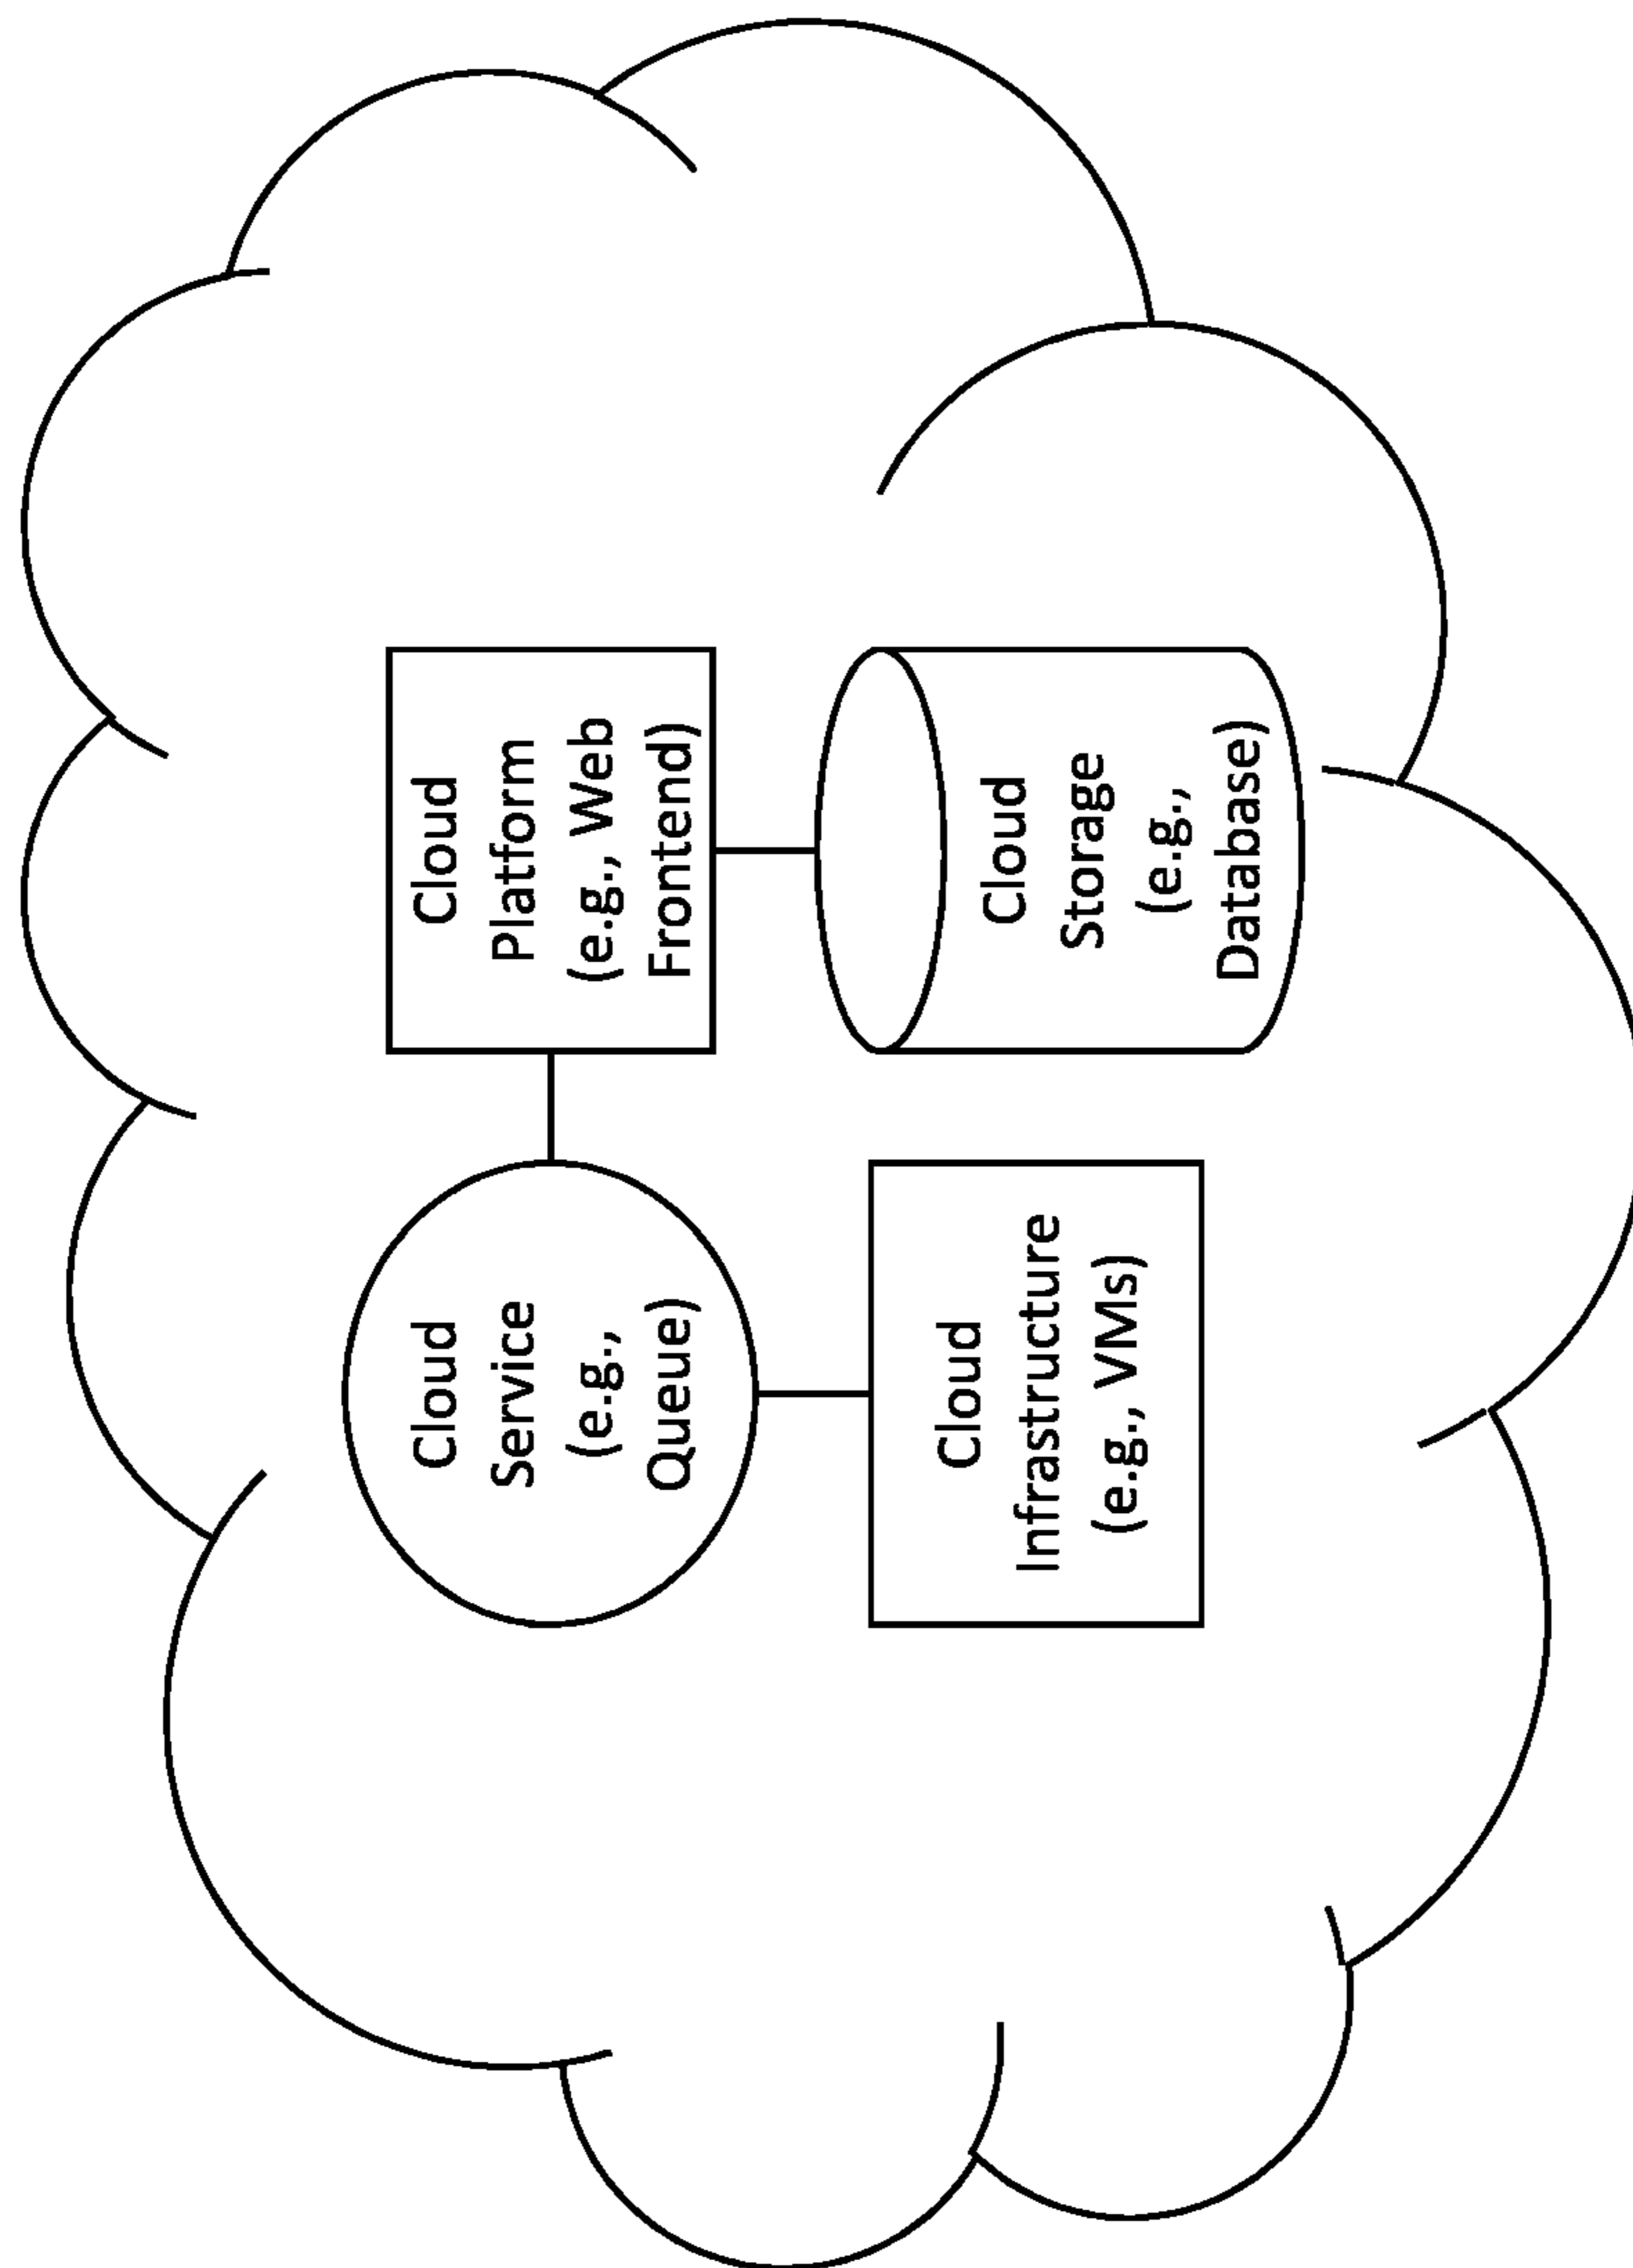 Cloud
Service
(e.g.,
Queue)
Cloud
Platform
(e.g., Web
Frontend)
Cloud
Infrastructure
(e.g., VMs)
Cloud
Storage
(e.g.,
Database)